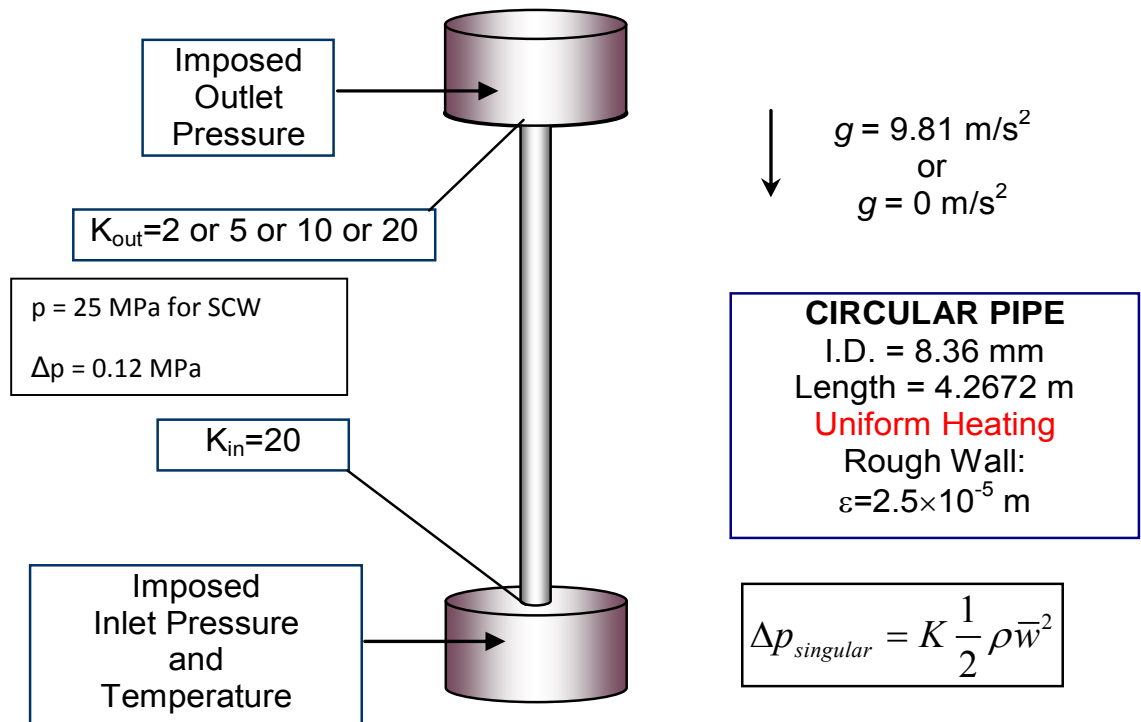 Imposed
Outlet
Pressure
g = 9.81 m/s²
or
g = 0 m/s²
K_out=2 or 5 or 10 or 20
p = 25 MPa for SCW
Δp = 0.12 MPa
CIRCULAR PIPE
I.D. = 8.36 mm
Length = 4.2672 m
Uniform Heating
Rough Wall:
ε=2.5×10⁻⁵ m
K_in=20
Imposed
Inlet Pressure
and
Temperature
Δp_singular = K 1/2 ρw̅²